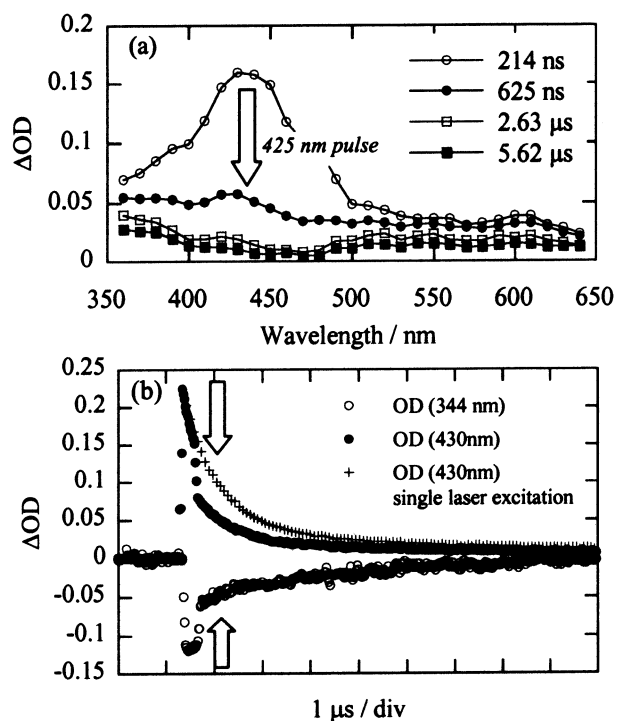 (a)
0.2
0.15
0.1
0.05
0
ΔOD
214 ns
625 ns
2.63 μs
5.62 μs
425 nm pulse
350 400 450 500 550 600 650
Wavelength / nm
(b)
0.25
0.2
0.15
0.1
0.05
0
-0.05
-0.1
-0.15
ΔOD
OD (344 nm)
OD (430nm)
OD (430nm)
single laser excitation
1 μs / div